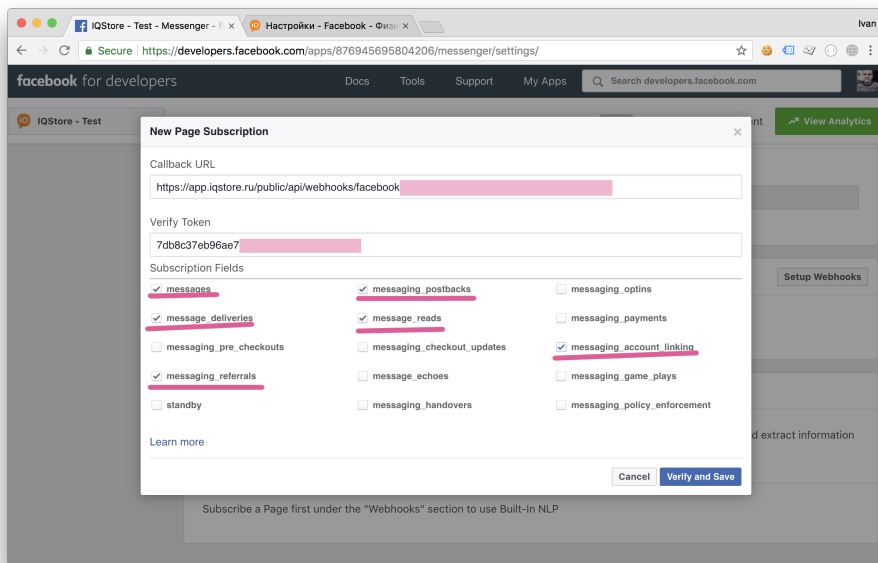 IQStore - Test - Messenger - F
Настройки - Facebook - Физи
Ivan
Secure https://developers.facebook.com/apps/876945695804206/messenger/settings/
facebook for developers
Docs Tools Support My Apps Search developers.facebook.com
IQStore - Test
nt View Analytics
New Page Subscription
Callback URL
https://app.iqstore.ru/public/api/webhooks/facebook
Verify Token
7db8c37eb96ae7
Subscription Fields
Setup Webhooks
messages messaging_postbacks messaging_optins
message_deliveries message_reads messaging_payments
messaging_pre_checkouts messaging_checkout_updates messaging_account_linking
messaging_referrals message_echoes messaging_game_plays
standby messaging_handovers messaging_policy_enforcement
d extract information
Learn more
Cancel Verify and Save
Subscribe a Page first under the "Webhooks" section to use Built-In NLP